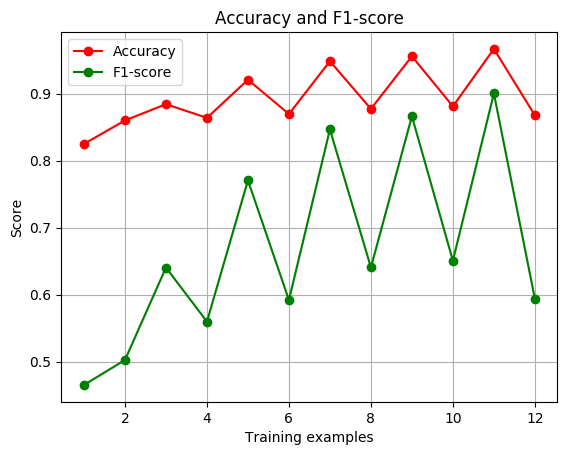 Accuracy and F1-score
Accuracy
F1-score
Score
0.9
0.8
0.7
0.6
0.5
2 4 6 8 10 12
Training examples